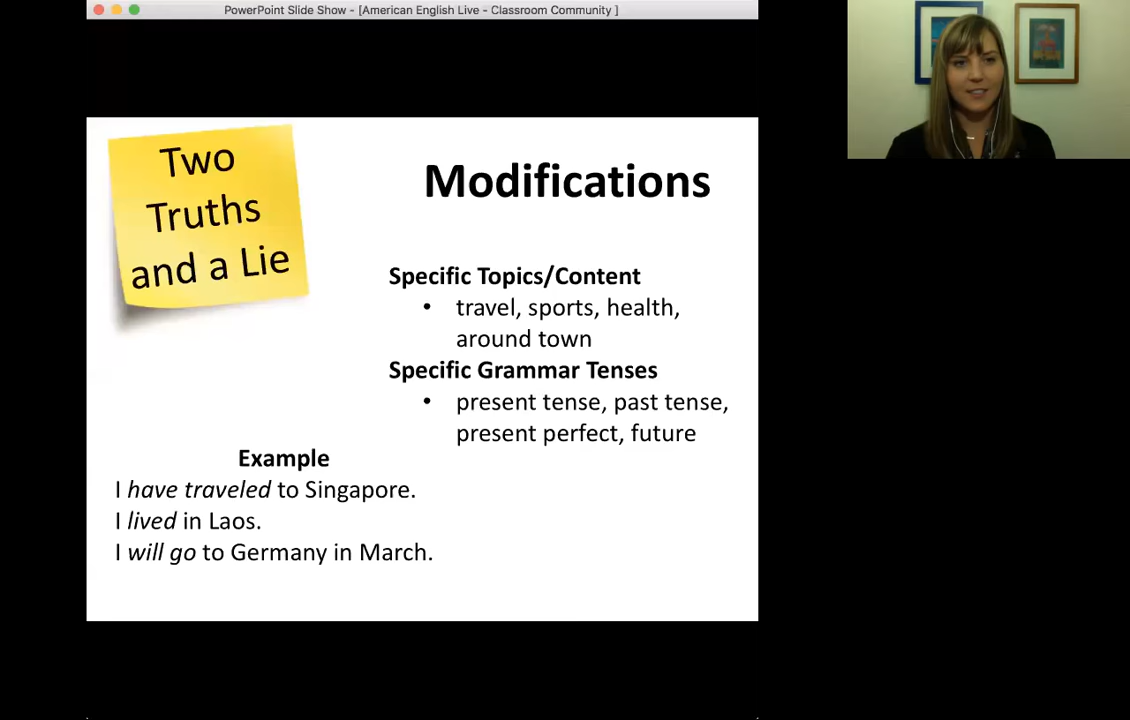 PowerPoint Slide Show - [American English Live - Classroom Community ]
Two
Truths
and a Lie
Modifications
Specific Topics/Content
• travel, sports, health,
around town
Specific Grammar Tenses
• present tense, past tense,
present perfect, future
Example
I have traveled to Singapore.
I lived in Laos.
I will go to Germany in March.